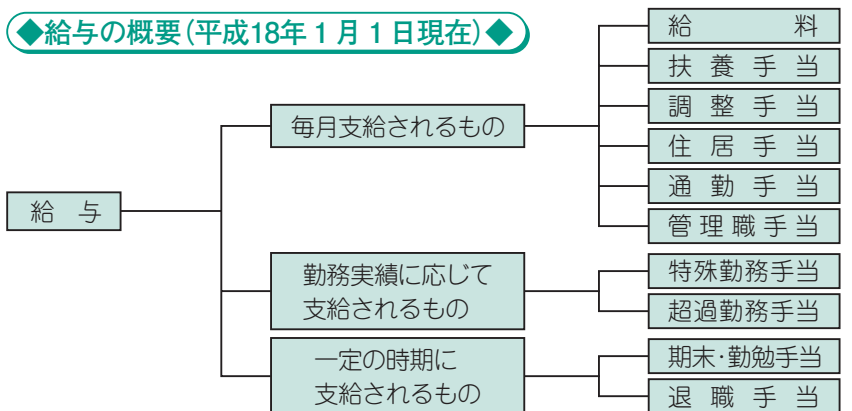 ◆給与の概要(平成18年1月1日現在)◆
給与
毎月支給されるもの
給料
扶養手当
調整手当
住居手当
通勤手当
管理職手当
勤務実績に応じて
支給されるもの
特殊勤務手当
超過勤務手当
一定の時期に
支給されるもの
期末・勤勉手当
退職手当